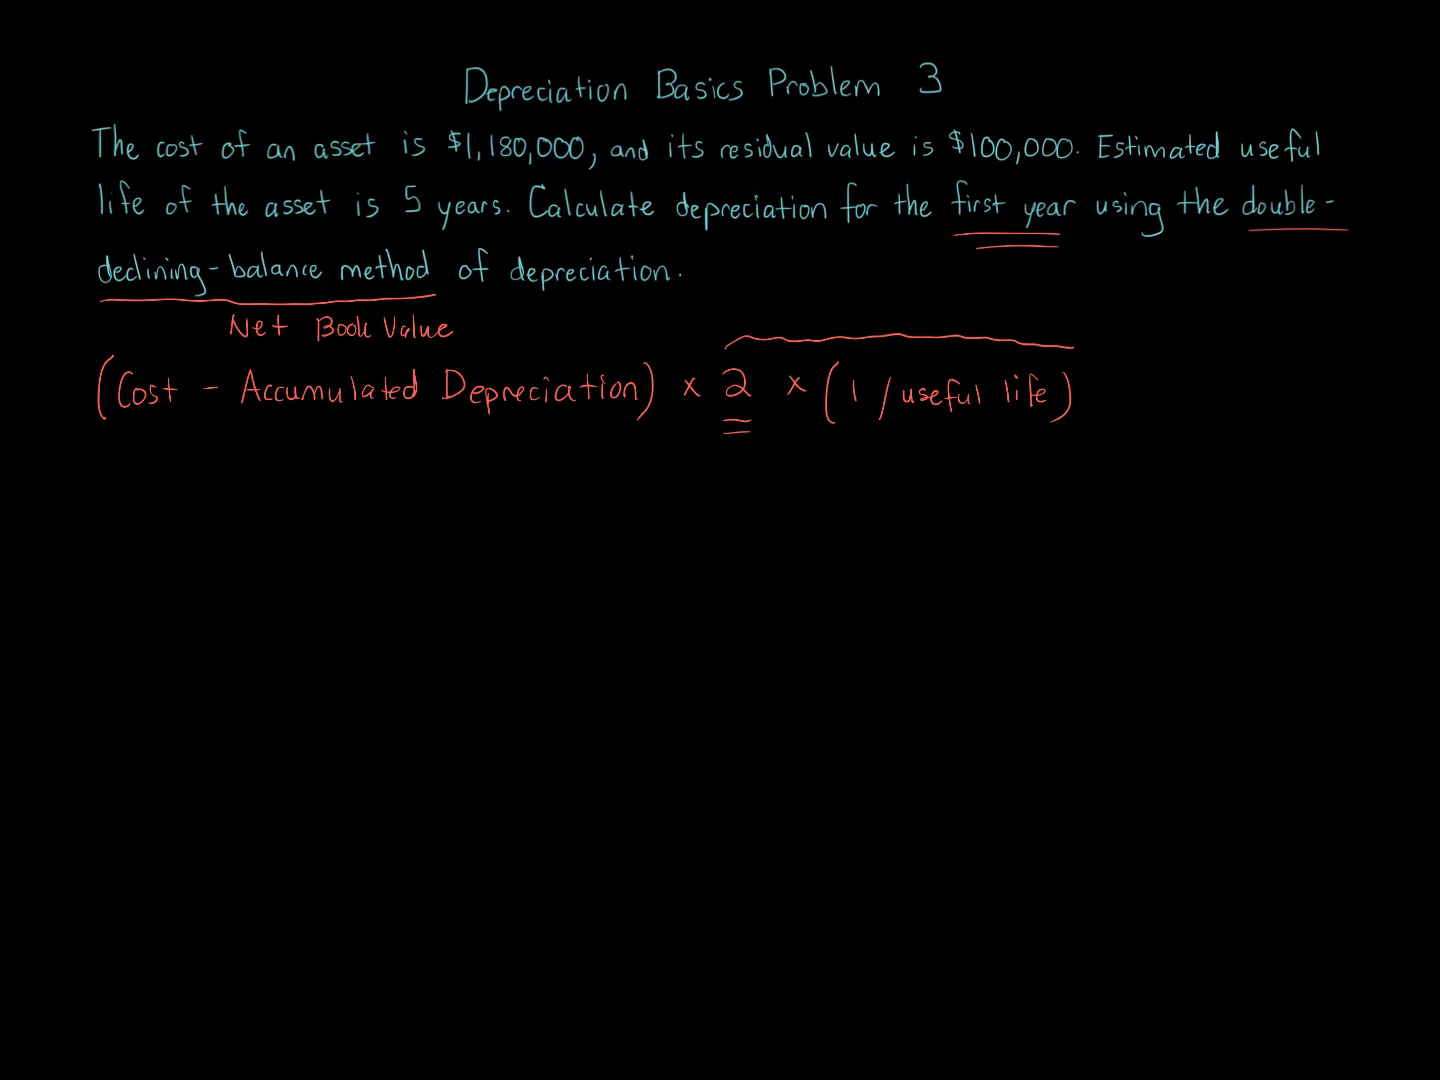 Depreciation Basics Problem 3
The cost of an asset is $1,180,000, and its residual value is $100,000. Estimated useful
life of the asset is 5 years. Calculate depreciation for the first year using the double-
declining-balance method of depreciation.
Net Book Value
(Cost - Accumulated Depreciation) x 2 x (1 / useful life)